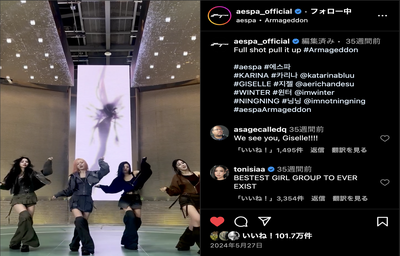 aespa_official • フォロー中
aespa • Armageddon
aespa_official 編集済み・35週間前
Full shot pull it up #Armageddon
#aespa #에스파
#KARINA #카리나 @katarinabluu
#GISELLE #지젤 @aerichandesu
#WINTER #윈터 @imwinter
#NINGNING #닝닝 @imnotningning
#aespaArmageddon
asagecalledq 35週間前
We see you, Giselle!!!!
「いいね！」1,495件 返信 翻訳を見る
tonisiaa 35週間前
BESTEST GIRL GROUP TO EVER
EXIST
「いいね！」3,354件 返信 翻訳を見る
いいね！101.7万件
2024年5月27日